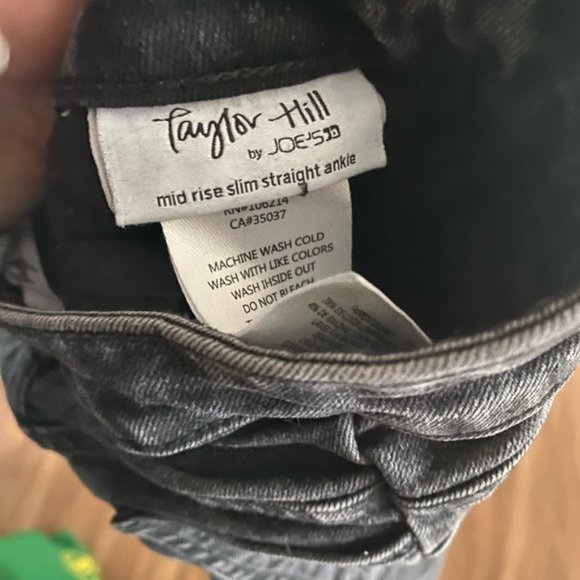 Taylor Hill
by JOE'S
mid rise slim straight ankle
RN#106214
CA#35037
MACHINE WASH COLD
WASH WITH LIKE COLORS
WASH INSIDE OUT
DO NOT BLEACH